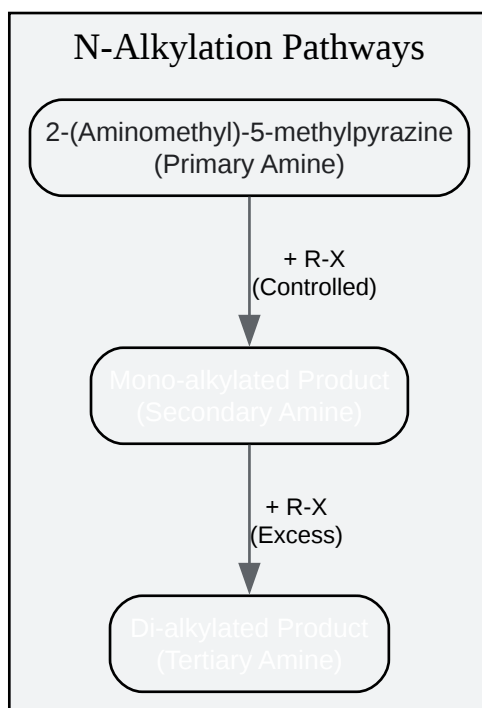 N-Alkylation Pathways
2-(Aminomethyl)-5-methylpyrazine
(Primary Amine)
+ R-X
(Controlled)
Mono-alkylated Product
(Secondary Amine)
+ R-X
(Excess)
Di-alkylated Product
(Tertiary Amine)